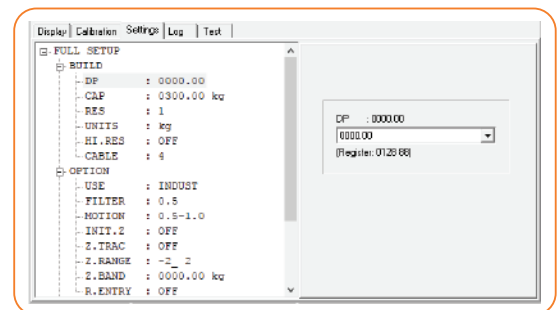 Display Calibration Settings Log Test
FULL SETUP
BUILD
DP : 0000.00
CAP : 0300.00 kg
RES : 1
UNITS : kg
HI.RES : OFF
CABLE : 4
OPTION
USE : INDUST
FILTER : 0.5
MOTION : 0.5-1.0
INIT.Z : OFF
Z.TRAC : OFF
Z.RANGE : -2_ 2
Z.BAND : 0000.00 kg
R.ENTRY : OFF
DP : 0000.00
0000.00
(Register: 0128 88)